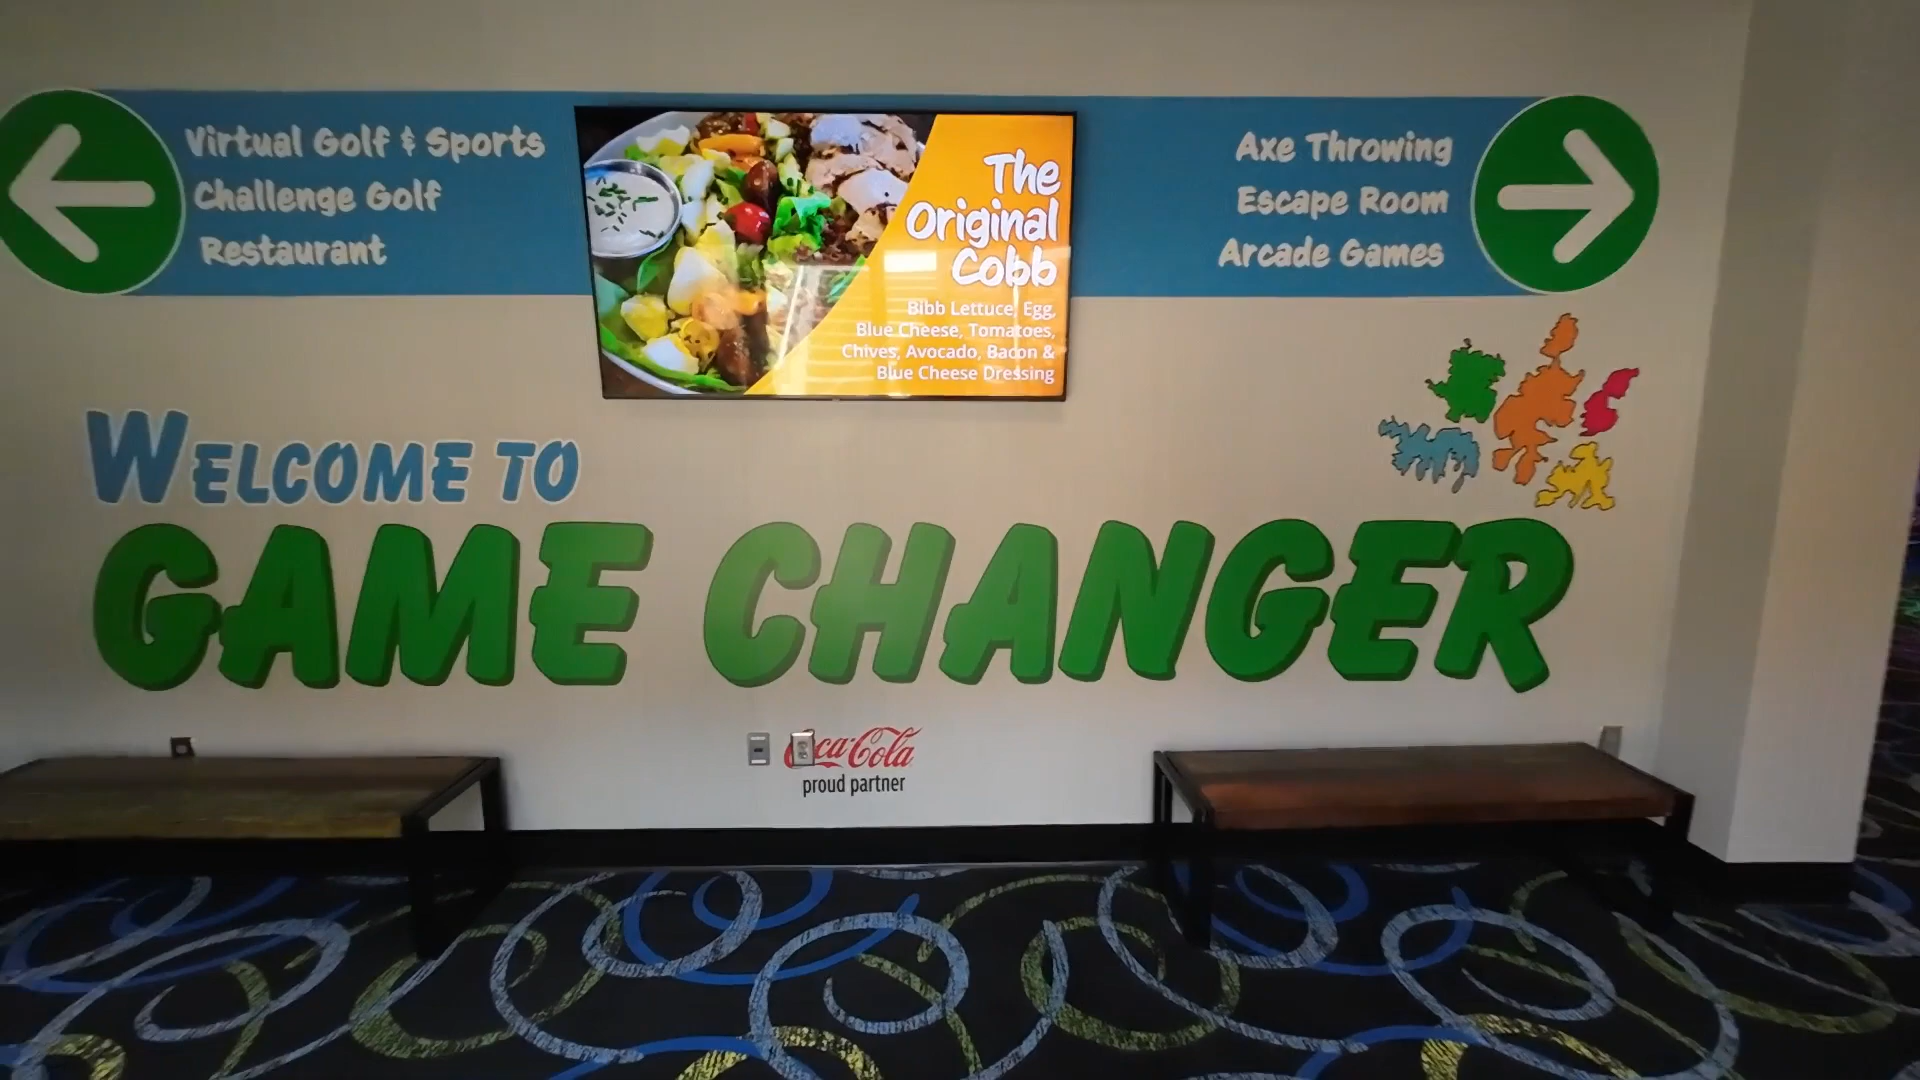 Virtual Golf & Sports
Challenge Golf
Restaurant
The
Original
Cobb
Bibb Lettuce, Egg,
Blue Cheese, Tomatoes,
Chives, Avocado, Bacon &
Blue Cheese Dressing
Axe Throwing
Escape Room
Arcade Games
WELCOME TO
GAME CHANGER
Coca-Cola
proud partner